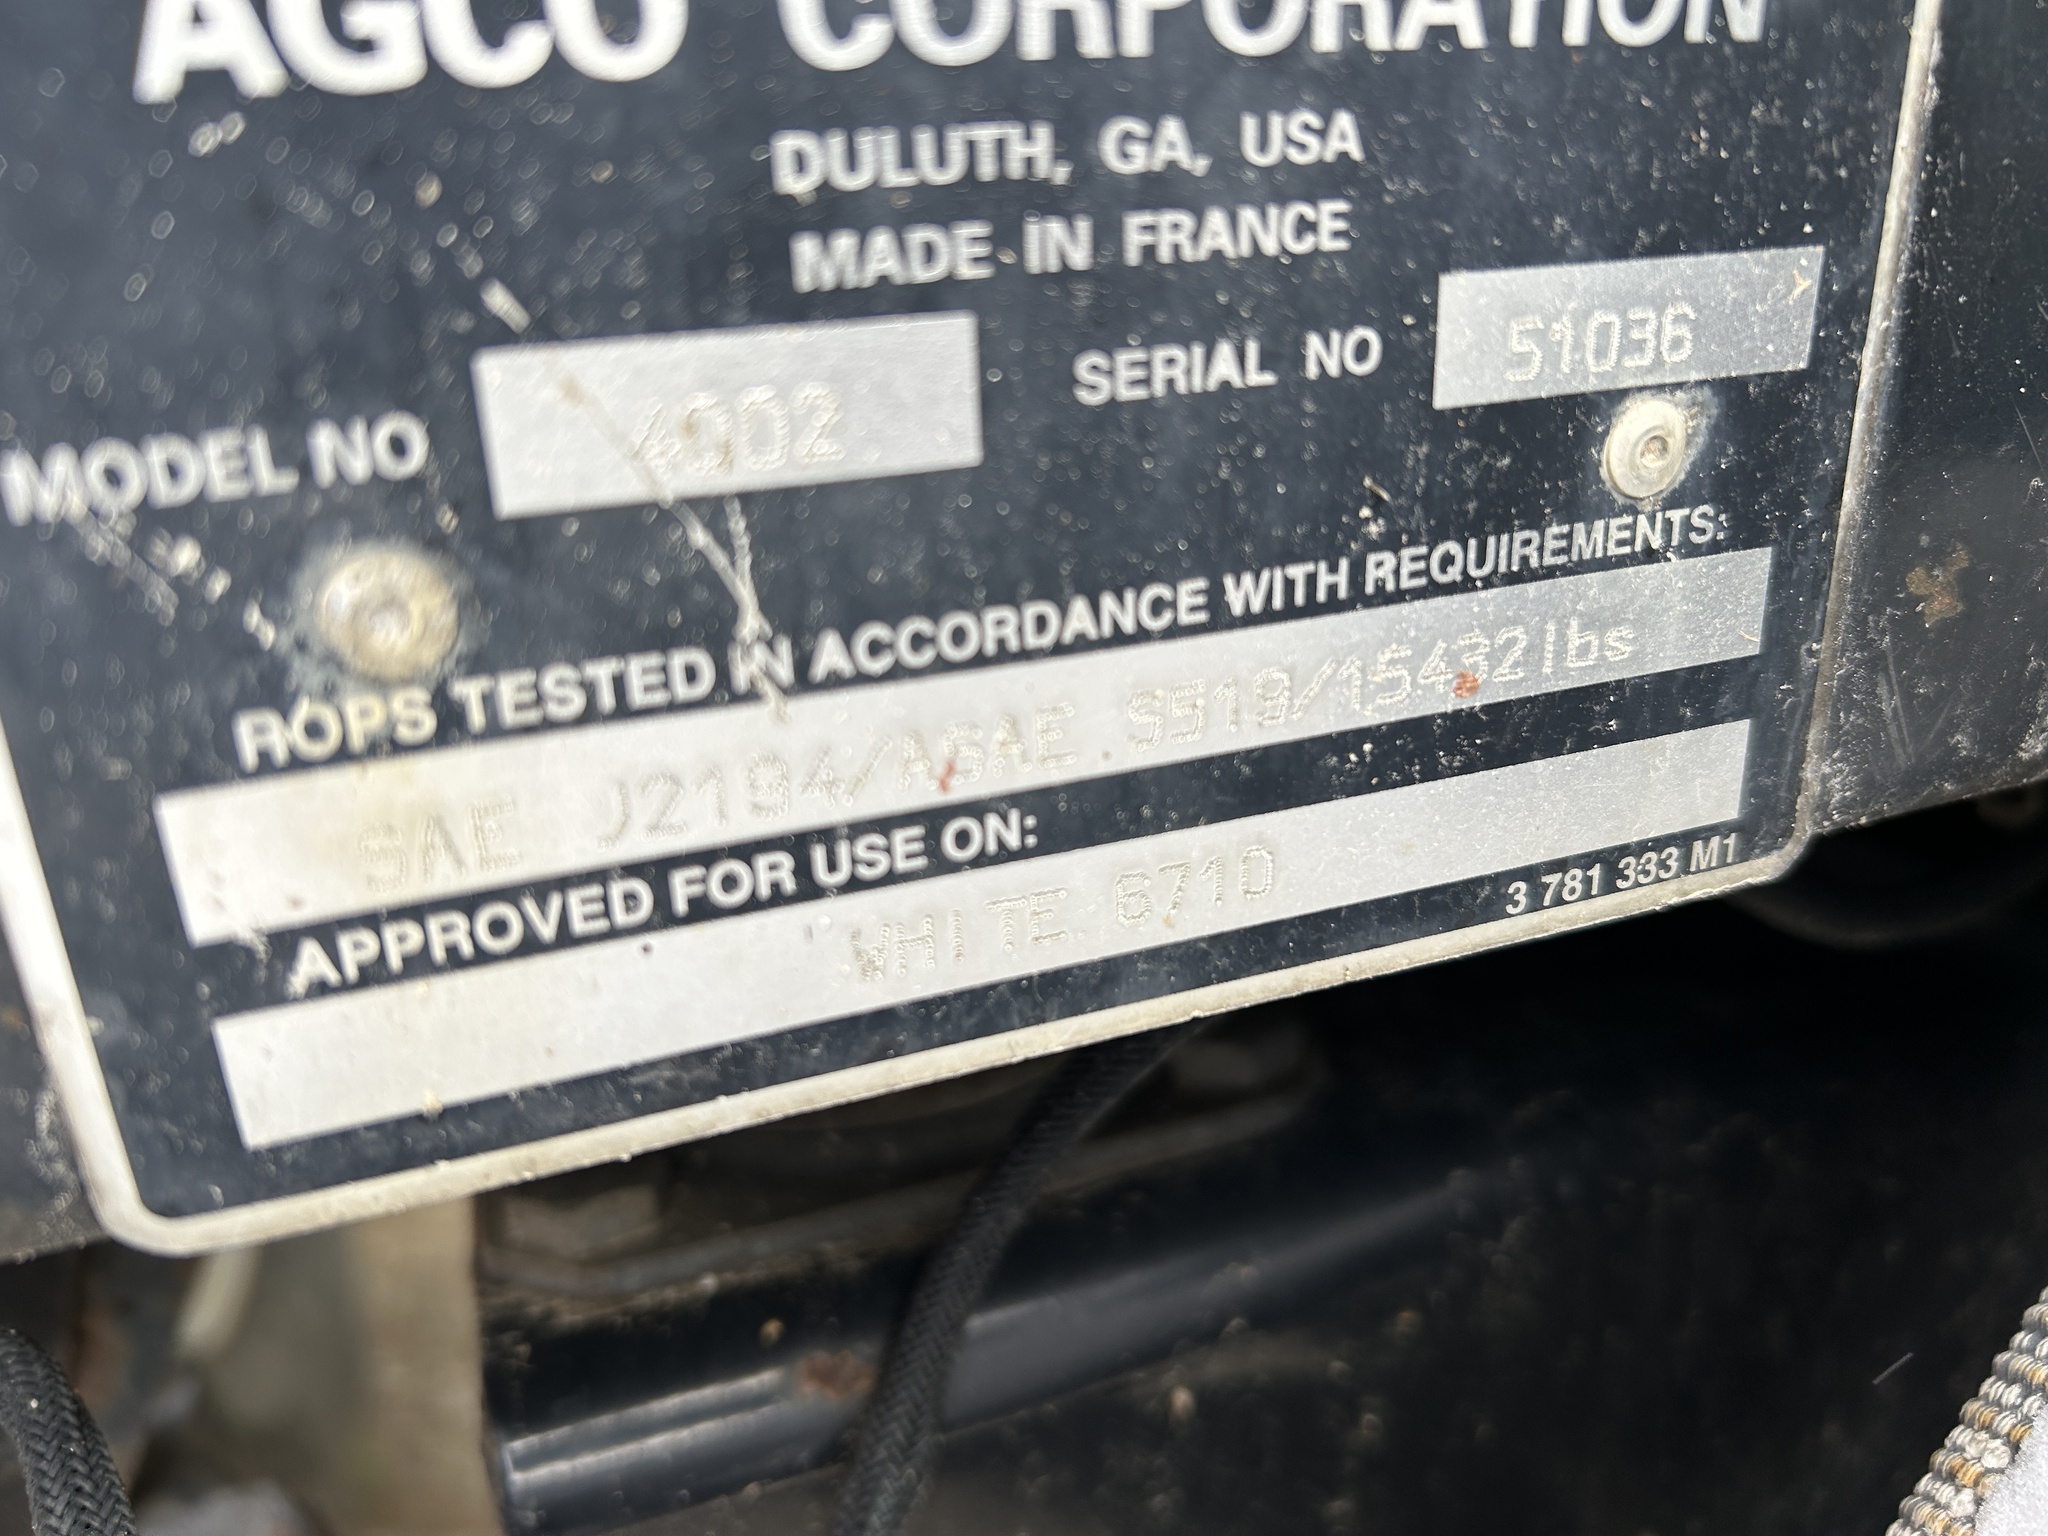 AGCO CORPORATION
DULUTH, GA, USA
MADE IN FRANCE
MODEL NO 4002 SERIAL NO 51036
ROPS TESTED IN ACCORDANCE WITH REQUIREMENTS:
SAE J2194/ASAE S519/15432lbs
APPROVED FOR USE ON:
WHITE 6710
3 781 333 M1